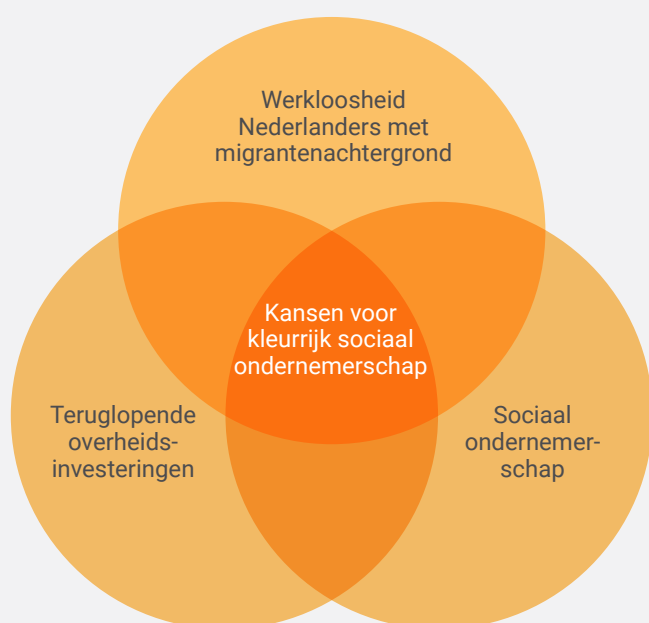 Werkloosheid
Nederlanders met
migrantenachtergrond
Kansen voor
kleurrijk sociaal
ondernemerschap
Teruglopende
overheids-
investeringen
Sociaal
ondernemer-
schap